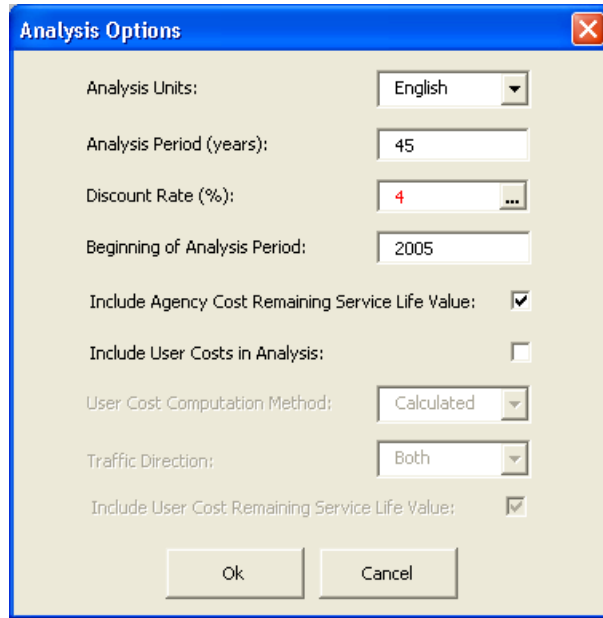 Analysis Options
Analysis Units: English
Analysis Period (years): 45
Discount Rate (%): 4 ...
Beginning of Analysis Period: 2005
Include Agency Cost Remaining Service Life Value:
Include User Costs in Analysis:
User Cost Computation Method: Calculated
Traffic Direction: Both
Include User Cost Remaining Service Life Value:
Ok Cancel